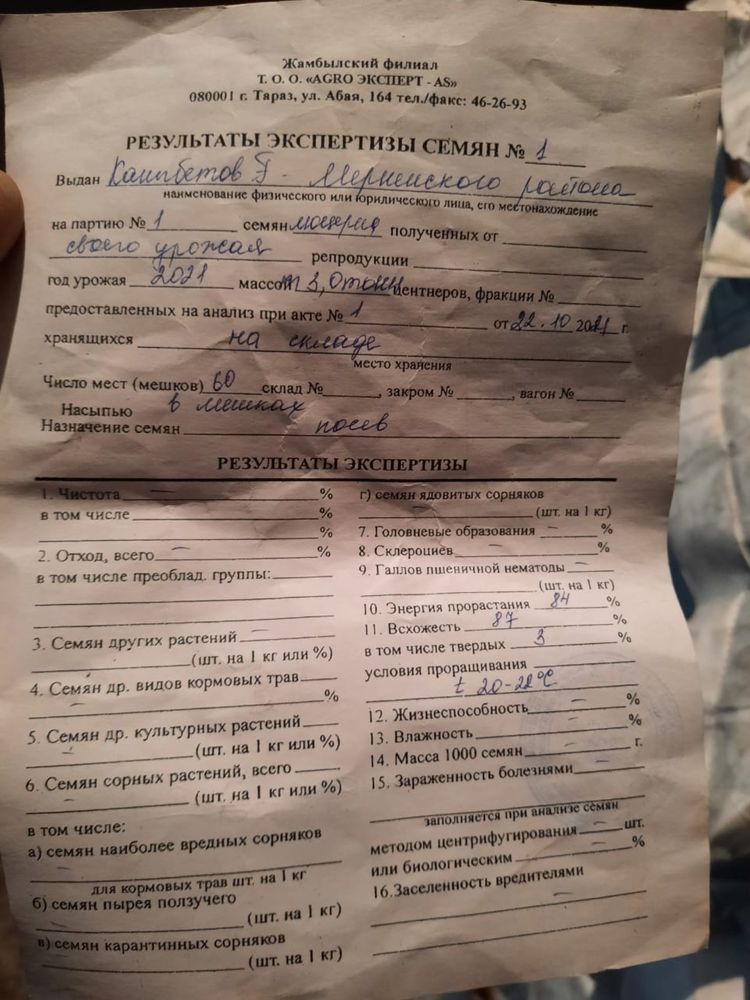 Жамбылский филиал
Т. О. О. «AGRO ЭКСПЕРТ - AS»
080001 г. Тараз, ул. Абая, 164 тел./факс: 46-26-93
РЕЗУЛЬТАТЫ ЭКСПЕРТИЗЫ СЕМЯН № 1
Выдан Г - Меркенского района
наименование физического или юридического лица, его местонахождение
на партию № 1 семян люцерна полученных от
своего урожая репродукции
год урожая 2021 массой 3,0 тонн центнеров, фракции №
предоставленных на анализ при акте № 1 от 22.10 2021 г.
хранящихся на складе
место хранения
Число мест (мешков) 60 склад № , закром № , вагон №
Насыпью в мешках
Назначение семян посев
РЕЗУЛЬТАТЫ ЭКСПЕРТИЗЫ
1. Чистота — %
в том числе %
%
2. Отход, всего — %
в том числе преоблад. группы:
3. Семян других растений —
(шт. на 1 кг или %)
4. Семян др. видов кормовых трав
— %
5. Семян др. культурных растений
— (шт. на 1 кг или %)
6. Семян сорных растений, всего
— (шт. на 1 кг или %)
в том числе:
а) семян наиболее вредных сорняков
—
для кормовых трав шт. на 1 кг
б) семян пырея ползучего
— (шт. на 1 кг)
в) семян карантинных сорняков
— (шт. на 1 кг)
г) семян ядовитых сорняков
— (шт. на 1 кг)
7. Головневые образования — %
8. Склероциев — %
9. Галлов пшеничной нематоды —
(шт. на 1 кг)
10. Энергия прорастания 84 %
11. Всхожесть 87 %
в том числе твердых 3 %
условия проращивания
t 20-22°C
12. Жизнеспособность — %
13. Влажность — %
14. Масса 1000 семян — г.
15. Зараженность болезнями —
заполняется при анализе семян
методом центрифугирования — шт.
или биологическим — %
16. Заселенность вредителями
—